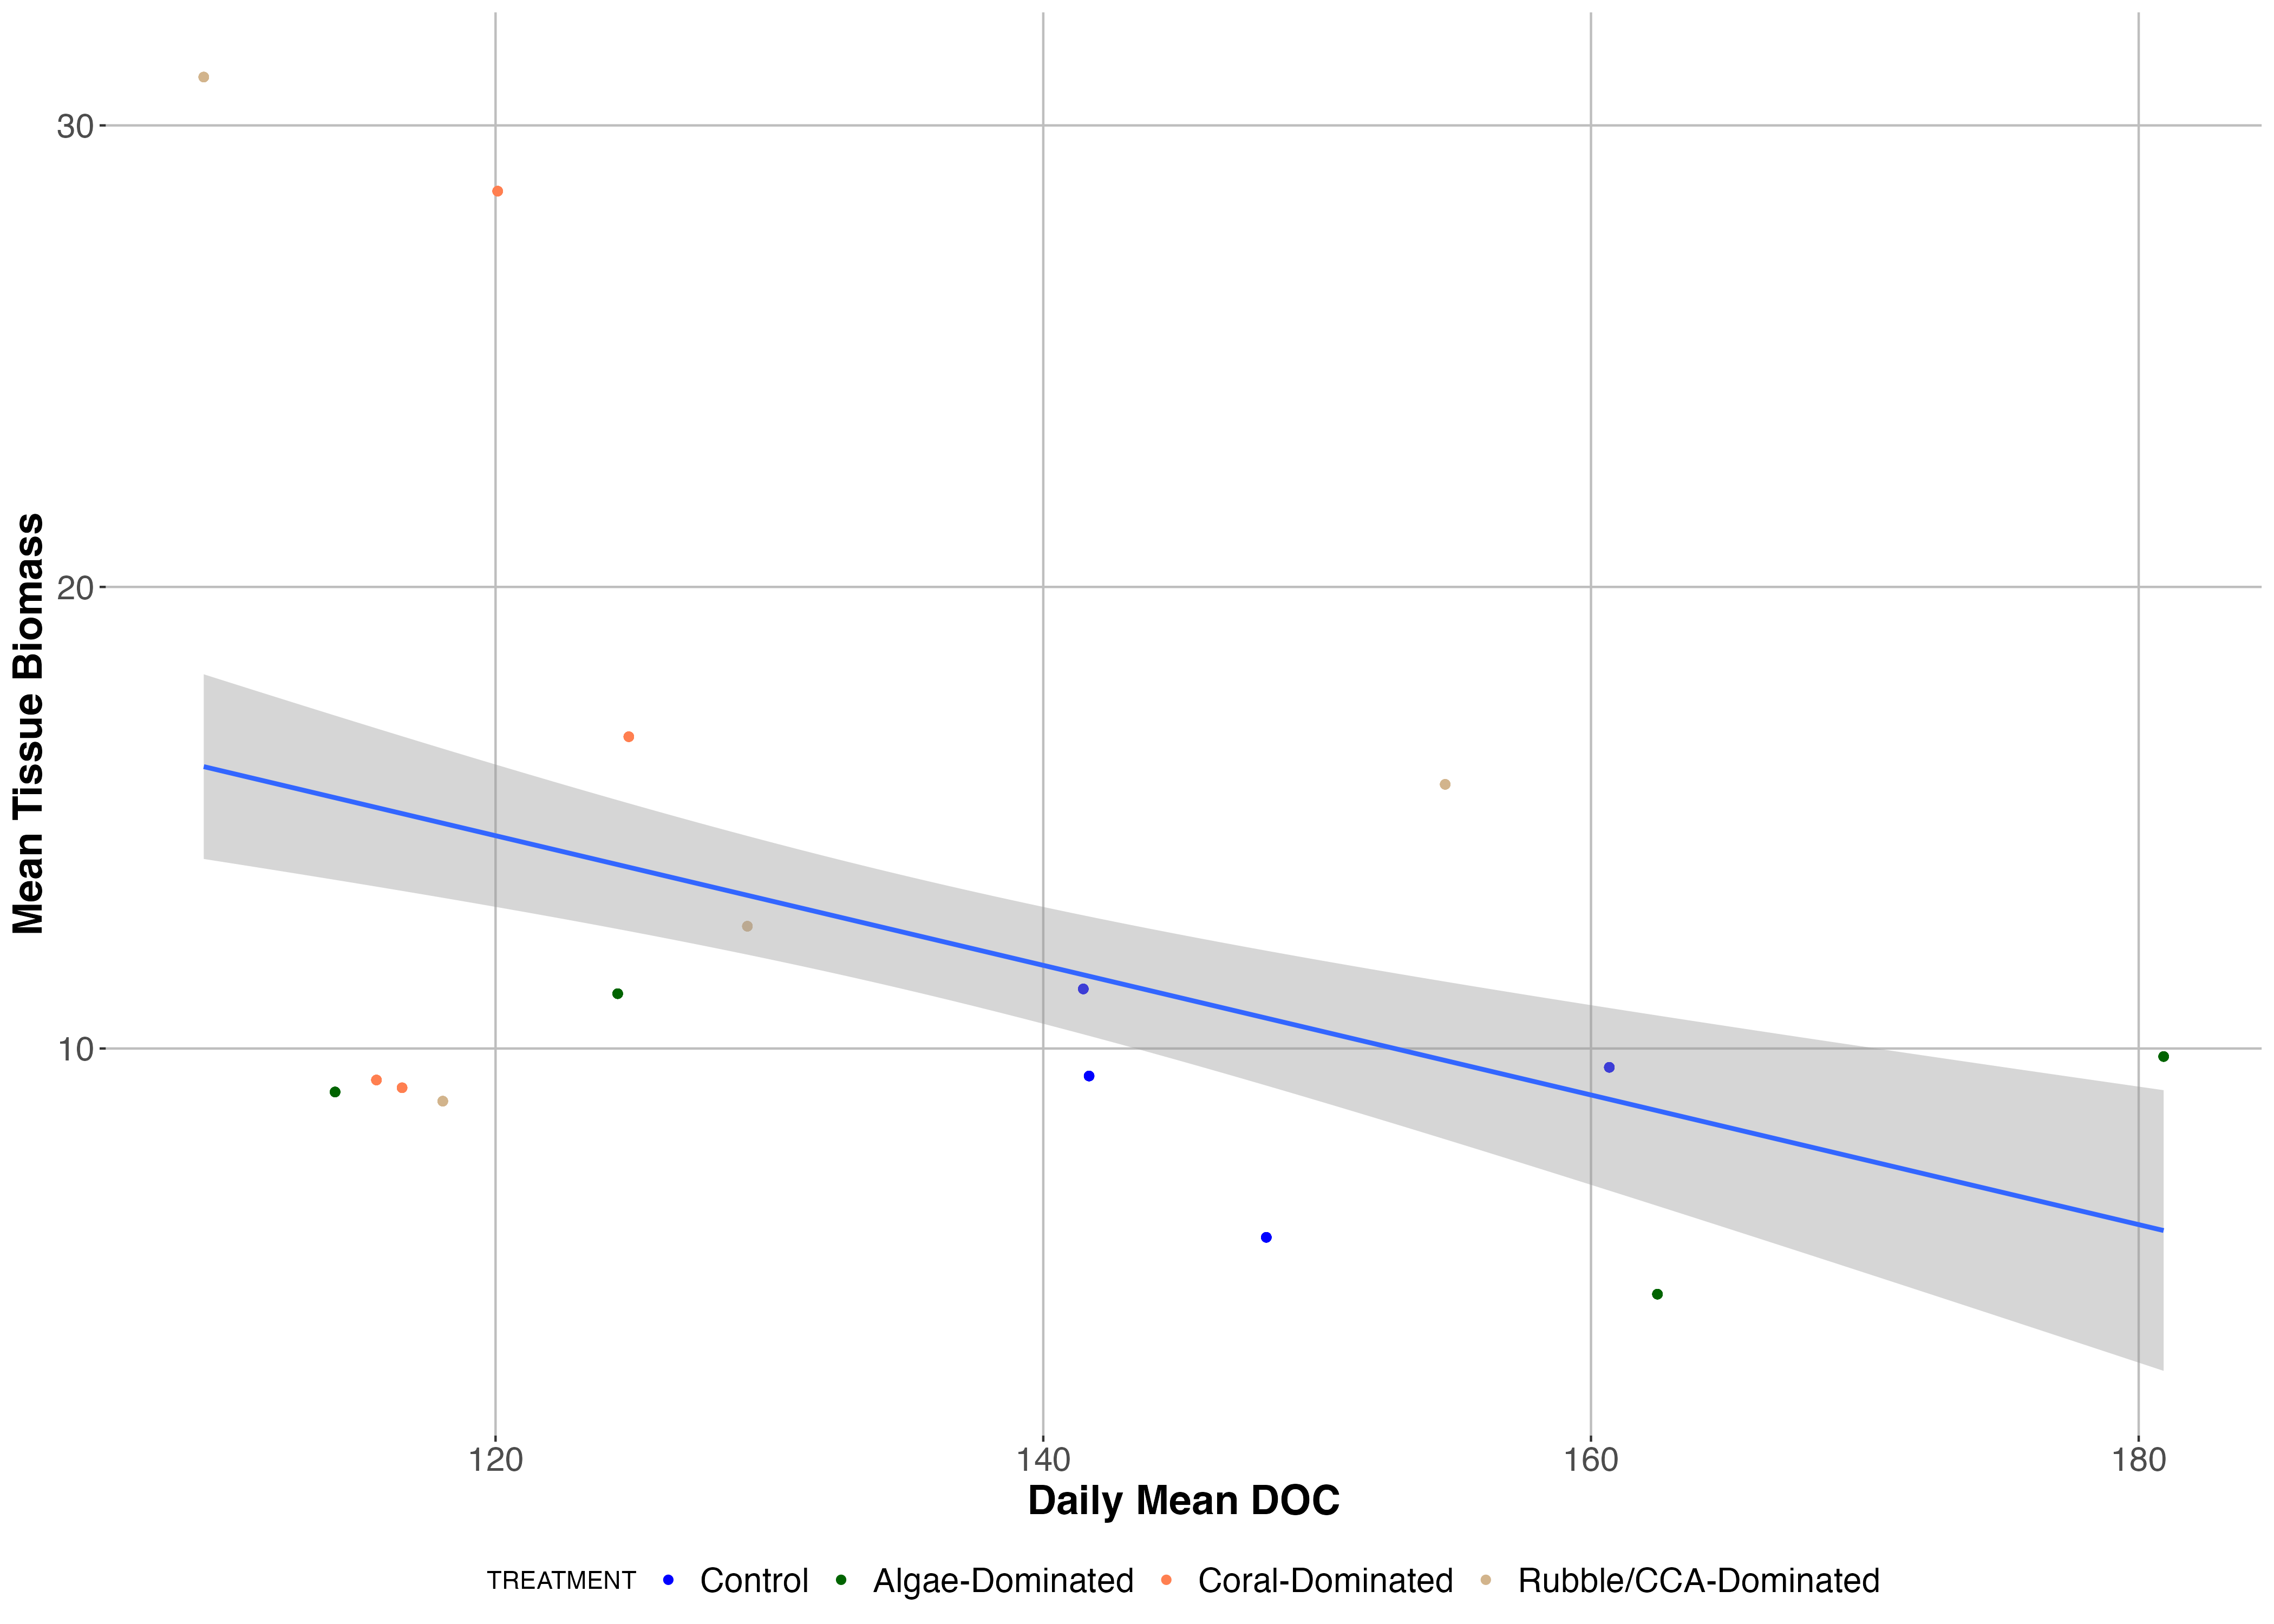 Mean Tissue Biomass
30
20
10
120 140 160 180
Daily Mean DOC
TREATMENT Control Algae-Dominated Coral-Dominated Rubble/CCA-Dominated